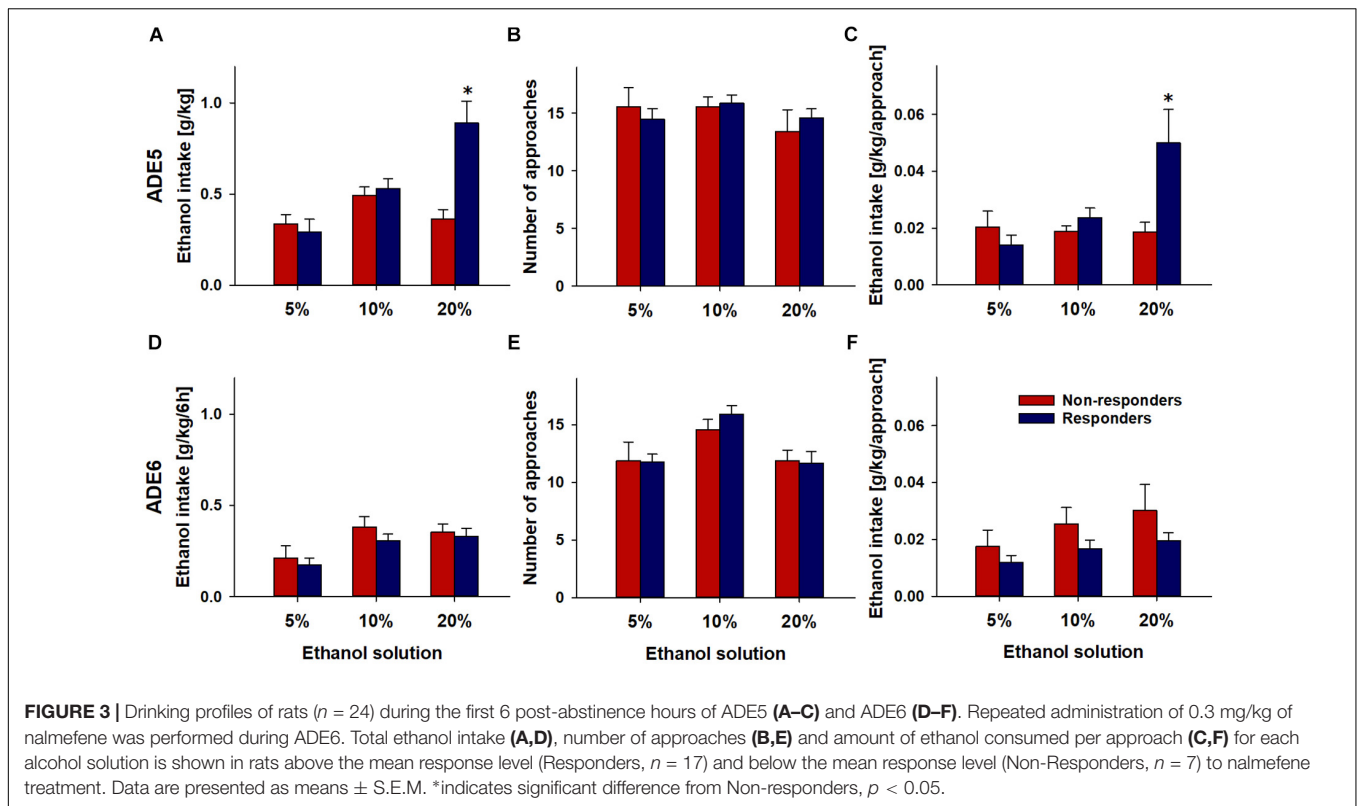 A
B
C
ADE5
Ethanol intake [g/kg]
1.0
0.5
0.0
*
5% 10% 20%
Number of approaches
15
10
5
0
5% 10% 20%
Ethanol intake [g/kg/approach]
0.06
0.04
0.02
0.00
*
5% 10% 20%
D
E
F
ADE6
Ethanol intake [g/kg/6h]
1.0
0.5
0.0
5% 10% 20%
Ethanol solution
Number of approaches
15
10
5
0
5% 10% 20%
Ethanol solution
Ethanol intake [g/kg/approach]
0.06
0.04
0.02
0.00
Non-responders
Responders
5% 10% 20%
Ethanol solution
FIGURE 3 | Drinking profiles of rats (n = 24) during the first 6 post-abstinence hours of ADE5 (A–C) and ADE6 (D–F). Repeated administration of 0.3 mg/kg of
nalmefene was performed during ADE6. Total ethanol intake (A,D), number of approaches (B,E) and amount of ethanol consumed per approach (C,F) for each
alcohol solution is shown in rats above the mean response level (Responders, n = 17) and below the mean response level (Non-Responders, n = 7) to nalmefene
treatment. Data are presented as means ± S.E.M. *indicates significant difference from Non-responders, p < 0.05.